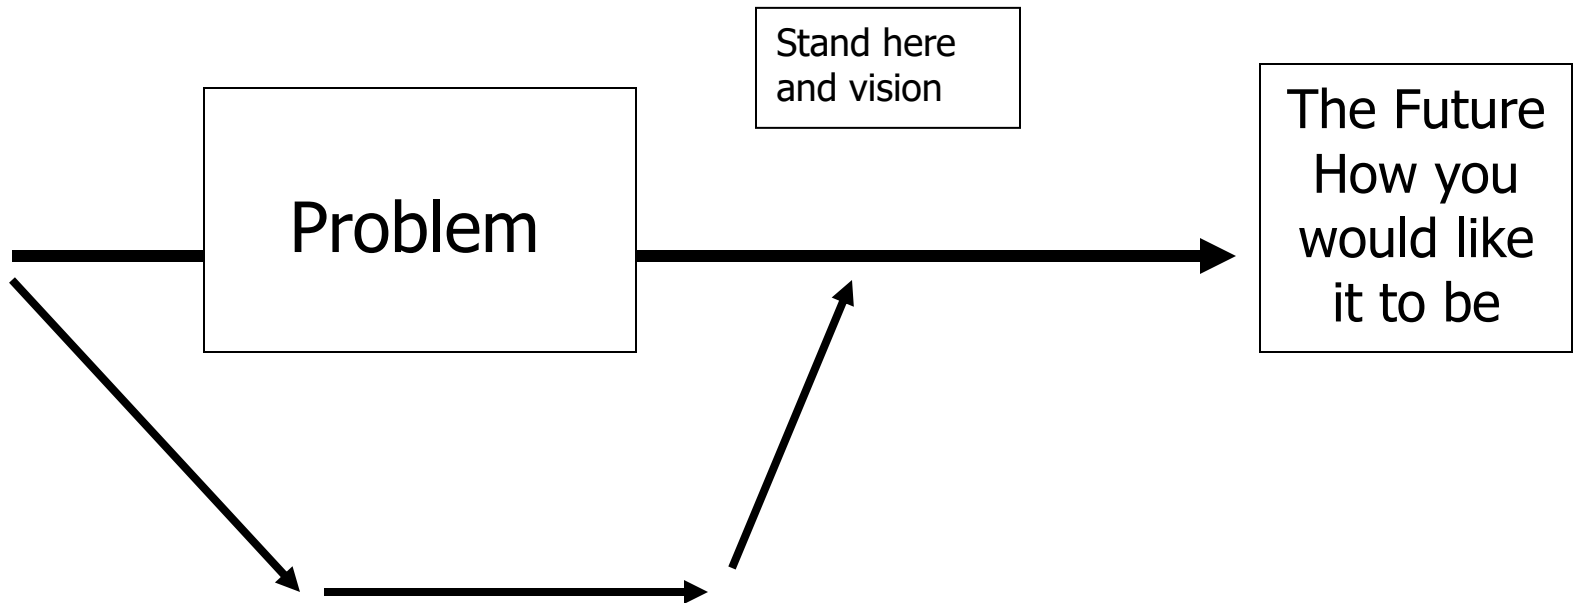 Stand here
and vision
Problem
The Future
How you
would like
it to be